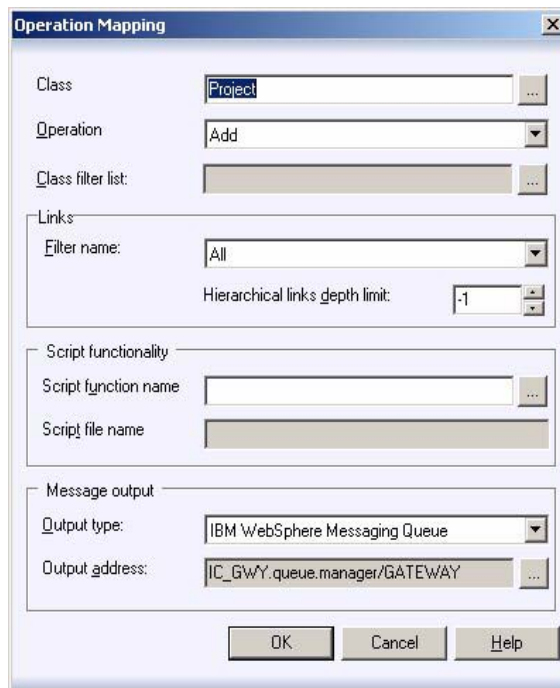 Operation Mapping
Class
Project
...
Operation
Add
Class filter list:
...
Links
Filter name:
All
Hierarchical links depth limit:
-1
Script functionality
Script function name
...
Script file name
Message output
Output type:
IBM WebSphere Messaging Queue
Output address:
IC_GWY.queue.manager/GATEWAY
...
OK
Cancel
Help